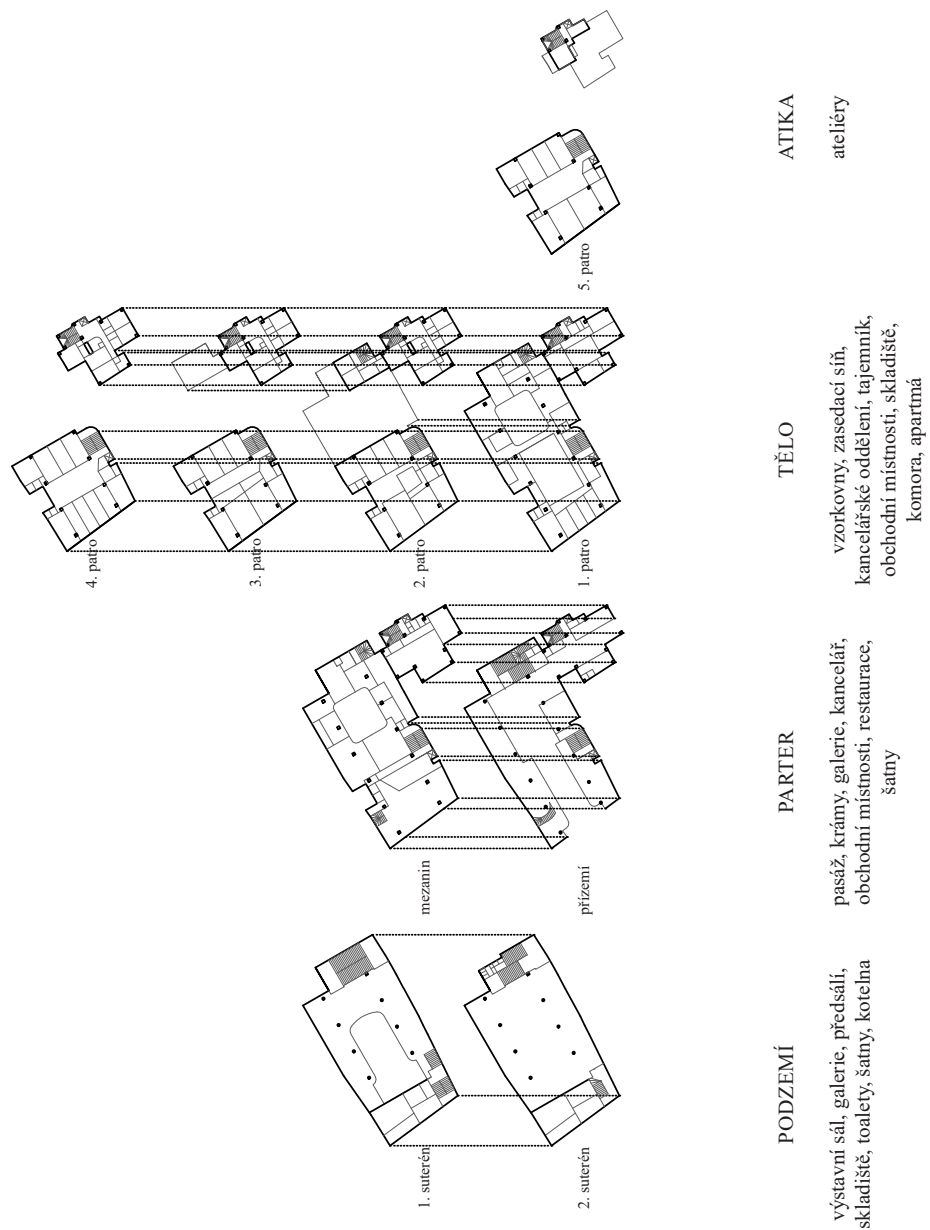 4. patro
3. patro
1. suterén
mezanin
2. patro
2. suterén
přízemí
1. patro
5. patro
PODZEMÍ
výstavní sál, galerie, předsálí,
skladiště, toalety, šatny, kotelna
PARTER
pasáž, krámy, galerie, kancelář,
obchodní místnosti, restaurace,
šatny
TĚLO
vzorkovny, zasedací síň,
kancelářské oddělení, tajemník,
obchodní místnosti, skladiště,
komora, apartmá
ATIKA
ateliéry